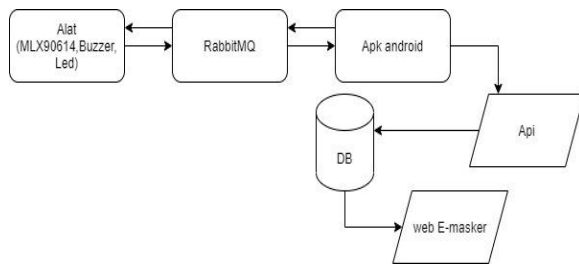 Alat
(MLX90614,Buzzer,
Led)
RabbitMQ
Apk android
Api
DB
web E-masker